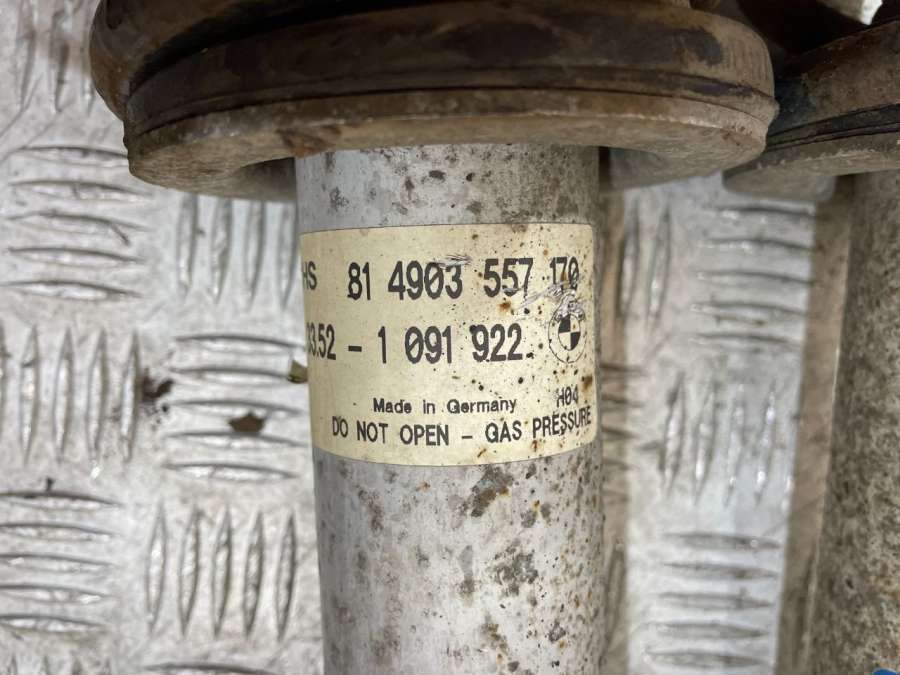 HS 81 4903 557 170
33.52 - 1 091 922
Made in Germany H04
DO NOT OPEN - GAS PRESSURE